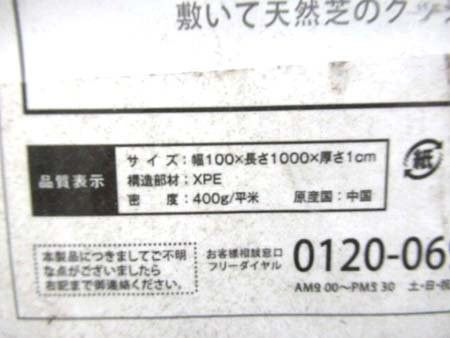 敷いて天然芝のク
品質表示
サイズ：幅100×長さ1000×厚さ1cm
構造部材：XPE
密度：400g/平米 原産国：中国
紙
本製品につきましてご不明
な点がございましたら
右記まで御連絡ください。
お客様相談窓口
フリーダイヤル
0120-06
AM9:00〜PM5:30 土・日・祝